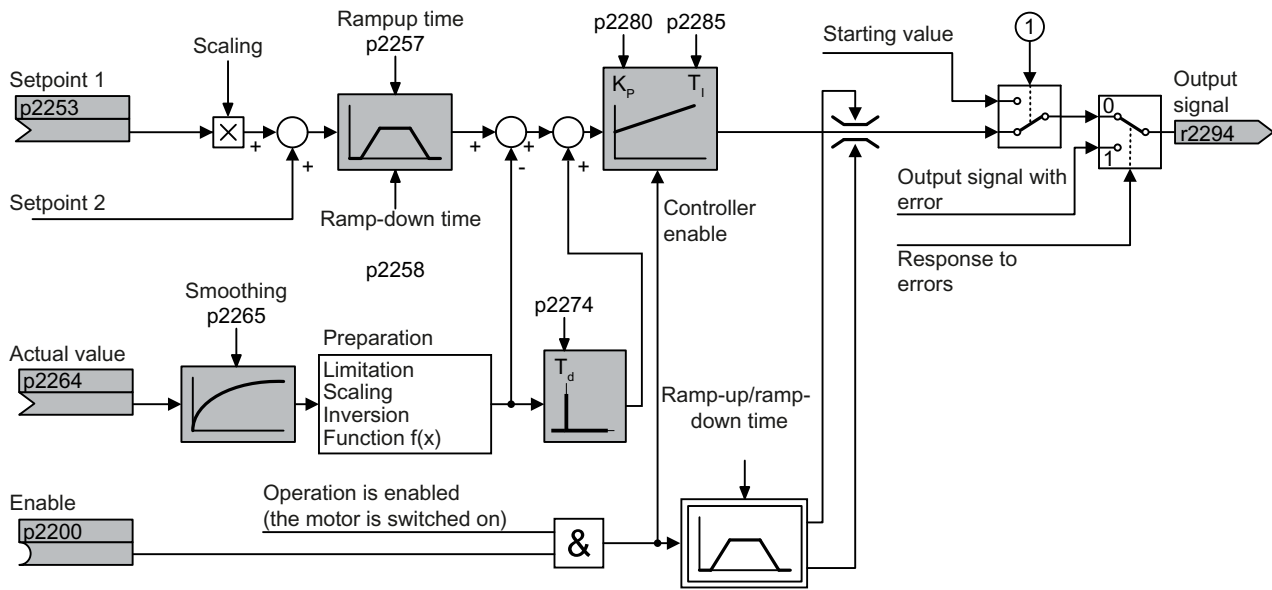 Rampup time
p2257
Scaling
Setpoint 1
p2253
×
+
+
p2280
p2285
K_P
T_I
+
-
+
+
Starting value
1
Output
signal
r2294
0
1
Setpoint 2
Ramp-down time
p2258
Controller
enable
Output signal with
error
Response to
errors
Smoothing
p2265
p2274
Actual value
p2264
Preparation
Limitation
Scaling
Inversion
Function f(x)
T_d
Ramp-up/ramp-
down time
Enable
p2200
Operation is enabled
(the motor is switched on)
&